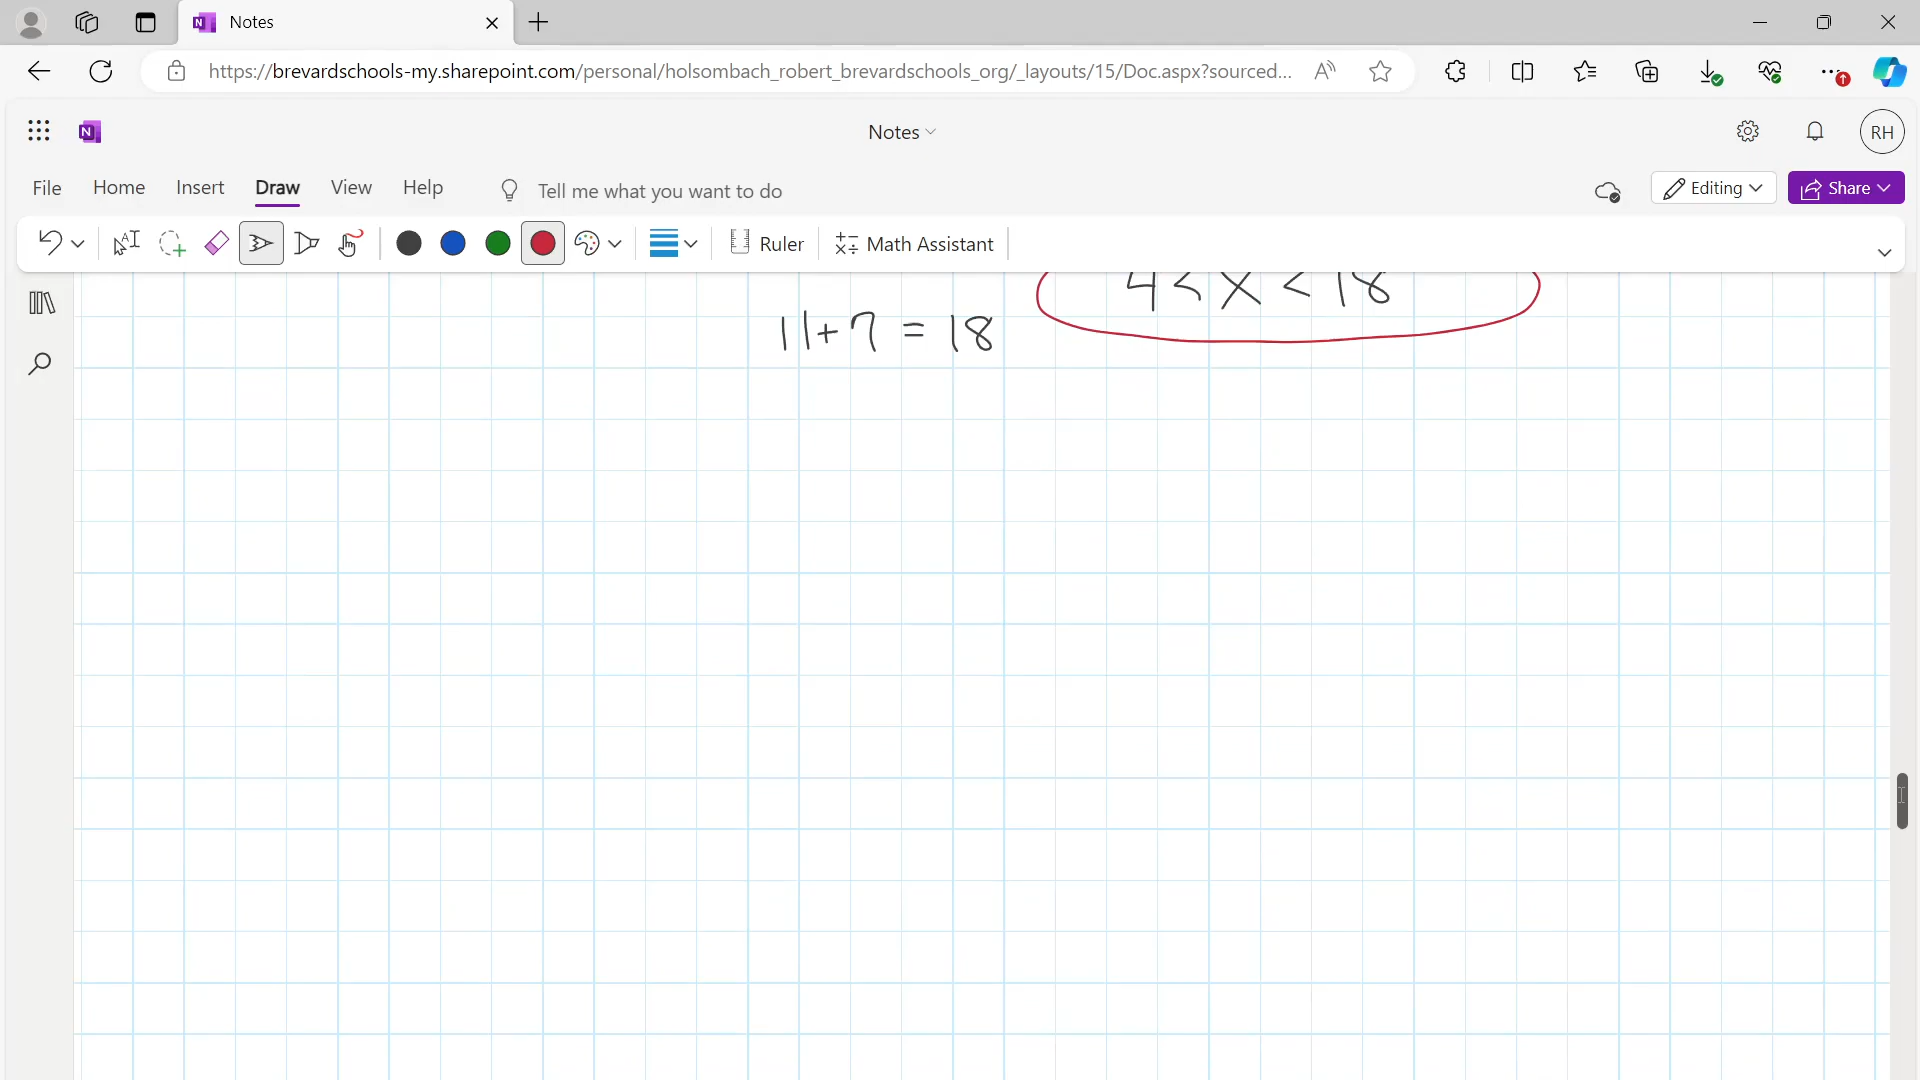 Notes
https://brevardschools-my.sharepoint.com/personal/holsombach_robert_brevardschools_org/_layouts/15/Doc.aspx?sourced...
Notes
RH
File Home Insert Draw View Help Tell me what you want to do Editing Share
Ruler Math Assistant
4 < x < 18
11+7 = 18